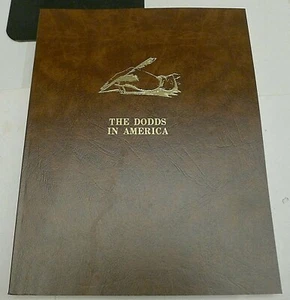 THE DODDS
IN AMERICA